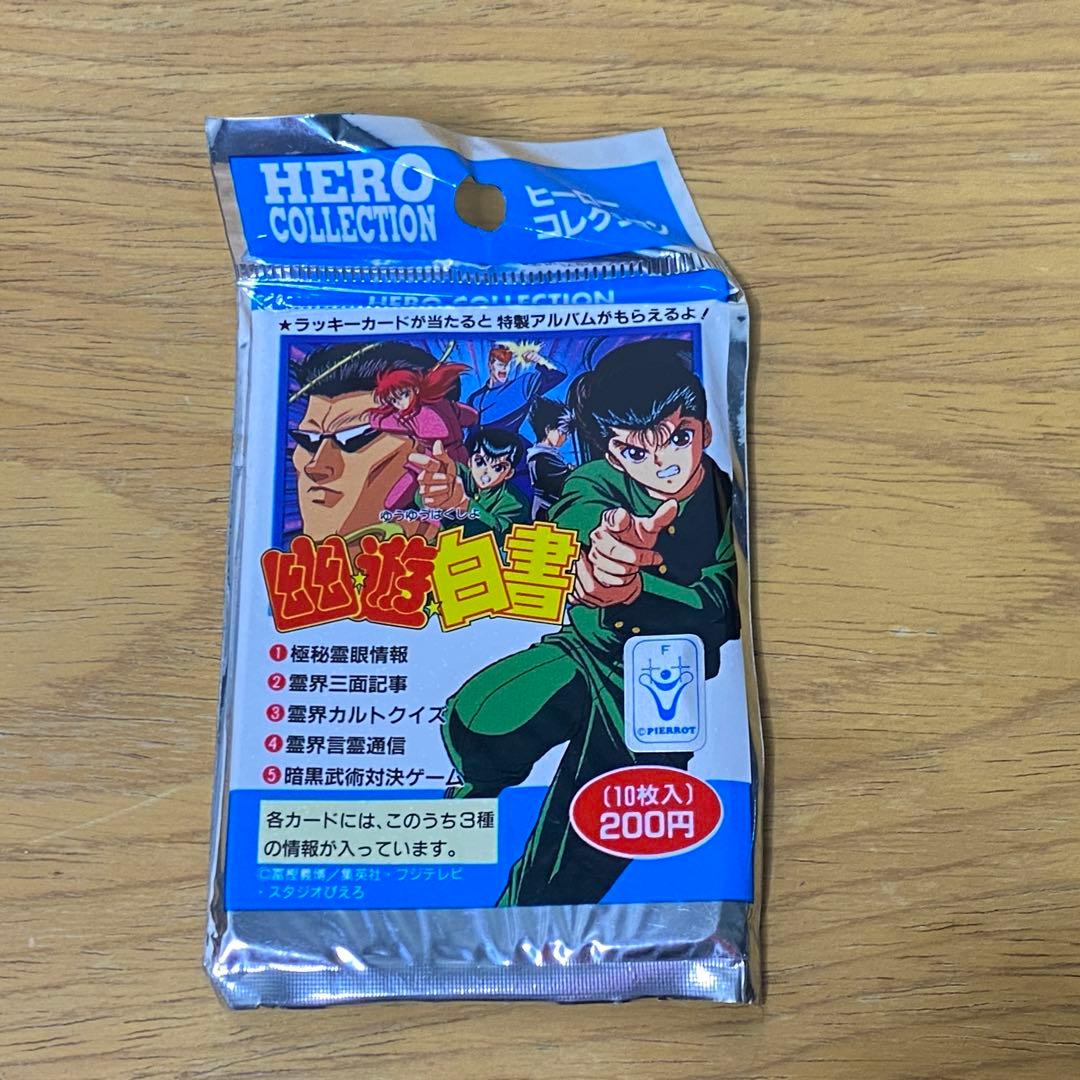 HERO
COLLECTION
ヒーロー
コレクション
HERO COLLECTION
★ラッキーカードが当たると特製アルバムがもらえるよ!
ゆうゆうはくしょ
幽★遊★白書
1 極秘霊眼情報
2 霊界三面記事
3 霊界カルトクイズ
4 霊界言霊通信
5 暗黒武術対決ゲーム
F
©PIERROT
(10枚入)
200円
各カードには、このうち3種
の情報が入っています。
©冨樫義博/集英社・フジテレビ
・スタジオぴえろ